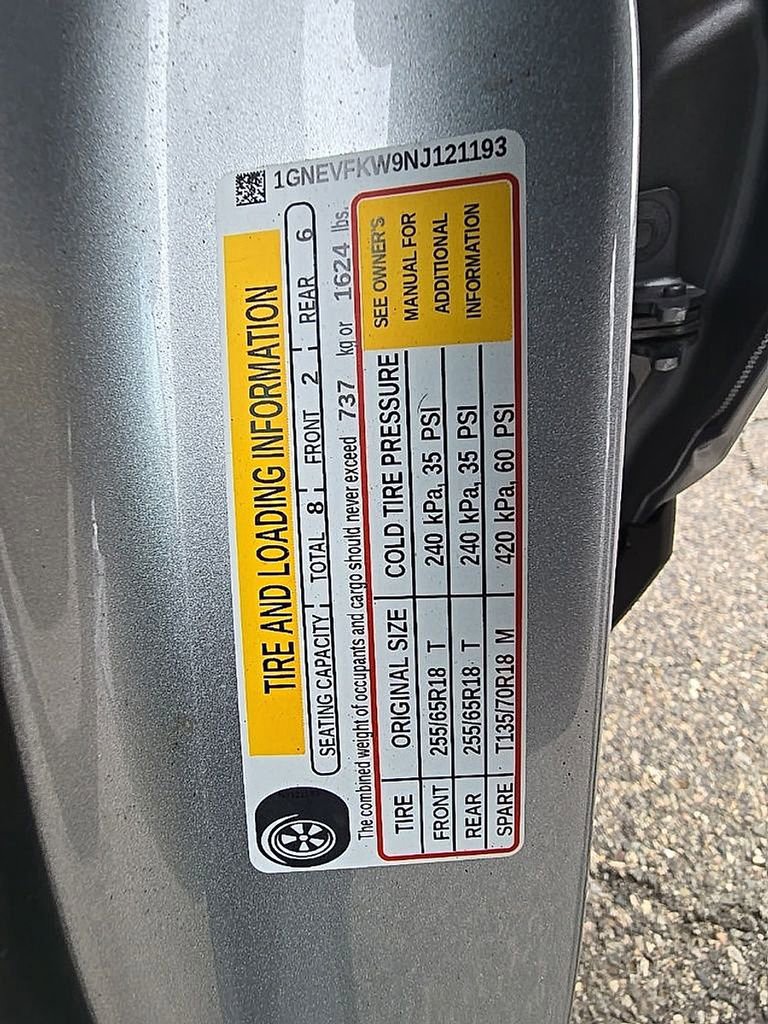 1GNEVFKW9NJ121193
TIRE AND LOADING INFORMATION
SEATING CAPACITY TOTAL 8 FRONT 2 REAR 6
The combined weight of occupants and cargo should never exceed 737 kg or 1624 lbs.
TIRE ORIGINAL SIZE COLD TIRE PRESSURE
FRONT 255/65R18 T 240 kPa, 35 PSI
REAR 255/65R18 T 240 kPa, 35 PSI
SPARE T135/70R18 M 420 kPa, 60 PSI
SEE OWNER'S
MANUAL FOR
ADDITIONAL
INFORMATION